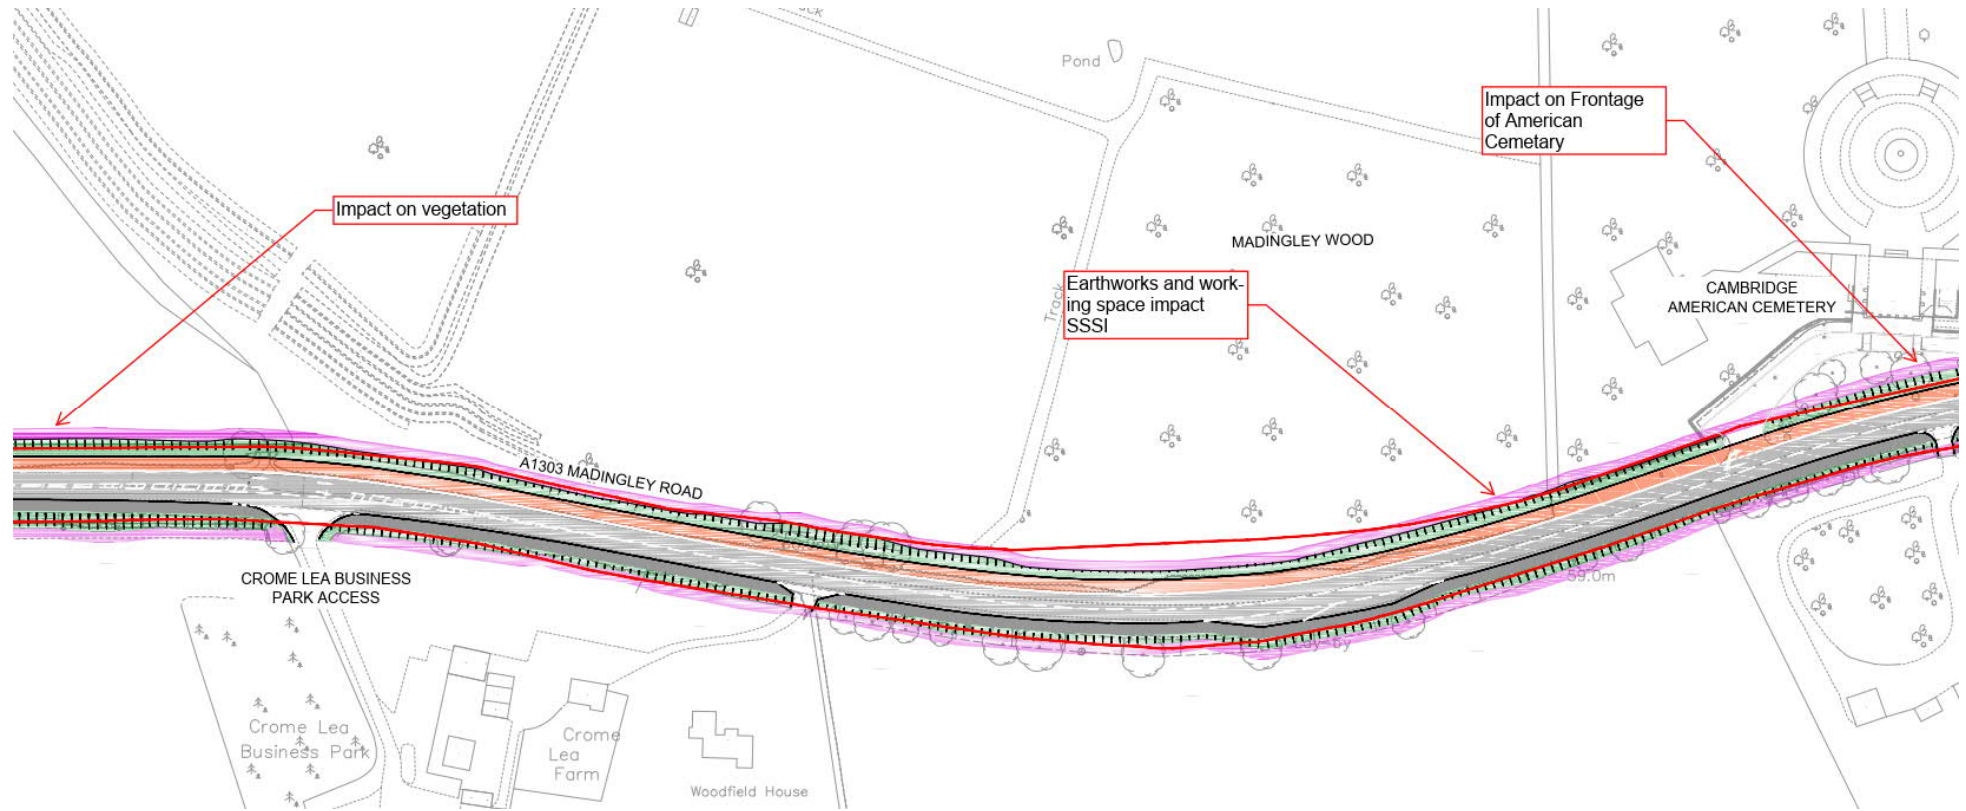 Pond
Impact on Frontage
of American
Cemetary
Impact on vegetation
MADINGLEY WOOD
Earthworks and work-
ing space impact
SSSI
Track
CAMBRIDGE
AMERICAN CEMETERY
A1303 MADINGLEY ROAD
CROME LEA BUSINESS
PARK ACCESS
59.0m
Lay-by
Crome Lea
Business Park
Crome
Lea
Farm
Woodfield House